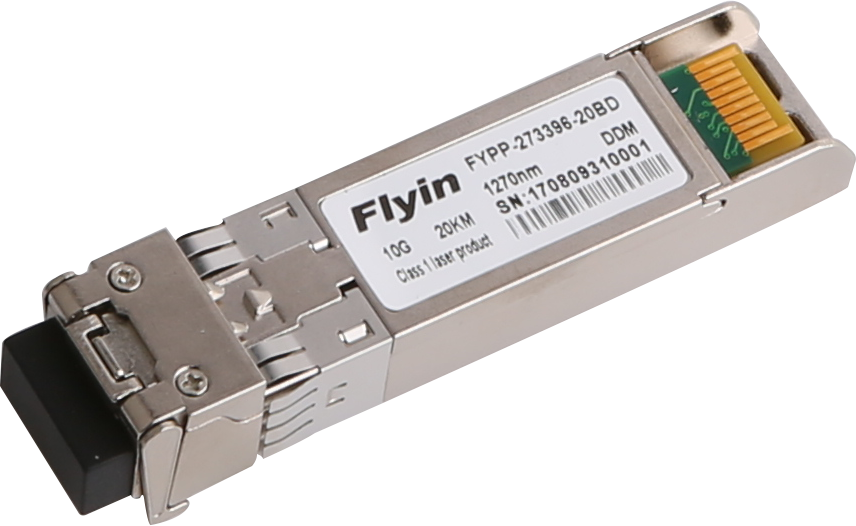 Flyin FYPP-273396-20BD
1270nm DDM
10G 20KM SN:170809310001
Class 1 laser product